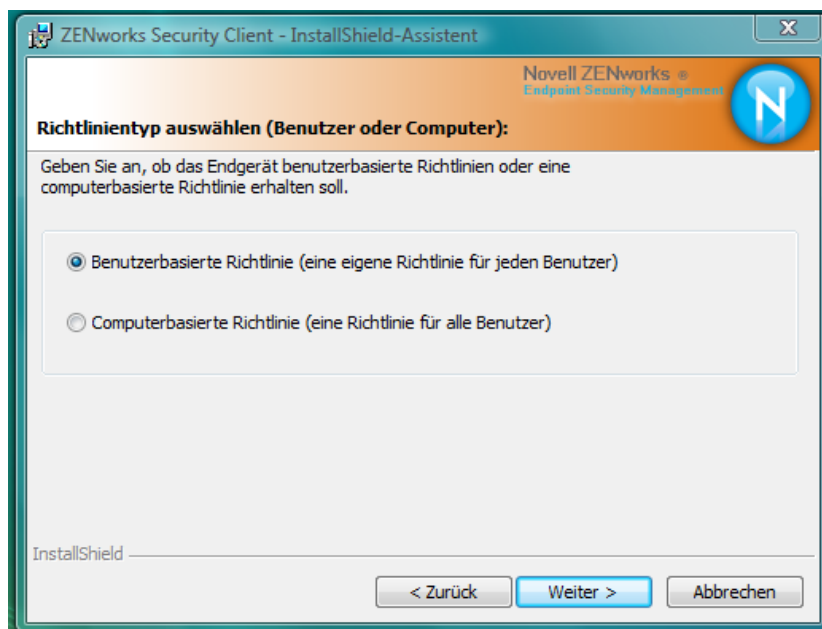 ZENworks Security Client - InstallShield-Assistent
X
Novell ZENworks ®
Endpoint Security Management
N
Richtlinientyp auswählen (Benutzer oder Computer):
Geben Sie an, ob das Endgerät benutzerbasierte Richtlinien oder eine
computerbasierte Richtlinie erhalten soll.
Benutzerbasierte Richtlinie (eine eigene Richtlinie für jeden Benutzer)
Computerbasierte Richtlinie (eine Richtlinie für alle Benutzer)
InstallShield
< Zurück
Weiter >
Abbrechen